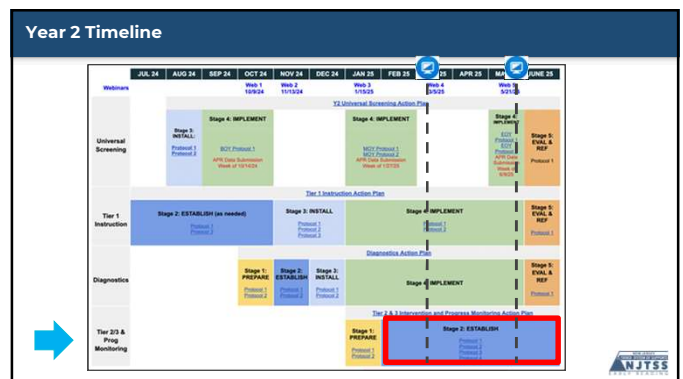 Year 2 Timeline
JUL 24 AUG 24 SEP 24 OCT 24 NOV 24 DEC 24 JAN 25 FEB 25 25 APR 25 MA JUNE 25
Webinars
Web 1
10/9/24
Web 2
11/13/24
Web 3
1/15/25
Web 4
3/5/25
Web 5
5/21/25
Y2 Universal Screening Action Plan
Universal
Screening
Stage 3:
INSTALL:
Protocol 1
Protocol 2
Stage 4: IMPLEMENT
BOY Protocol 1
APR Data Submission
Week of 10/14/24
Stage 4: IMPLEMENT
MOY Protocol 1
MOY Protocol 2
APR Data Submission
Week of 1/27/25
Stage 4:
IMPLEMENT
EOY
Protocol 1
EOY
Protocol
APR Data
Submission
Week of
Stage 5:
EVAL &
REF
Protocol 1
Tier 1 Instruction Action Plan
Tier 1
Instruction
Stage 2: ESTABLISH (as needed)
Protocol 1
Protocol 2
Stage 3: INSTALL
Protocol 1
Protocol 2
Protocol 3
Stage 4: IMPLEMENT
Protocol 1
Protocol 2
Stage 5:
EVAL &
REF
Protocol 1
Diagnostics Action Plan
Diagnostics
Stage 1:
PREPARE
Protocol 1
Protocol 2
Stage 2:
ESTABLISH
Protocol 1
Protocol 2
Stage 3:
INSTALL
Protocol 1
Protocol 2
Stage 4: IMPLEMENT
Stage 5:
EVAL &
REF
Protocol 1
Tier 2 & 3 Intervention and Progress Monitoring Action Plan
Tier 2/3 &
Prog
Monitoring
Stage 1:
PREPARE
Protocol 1
Protocol 2
Stage 2: ESTABLISH
Protocol 1
Protocol 2
Protocol 3
NJTSS
EARLY READING